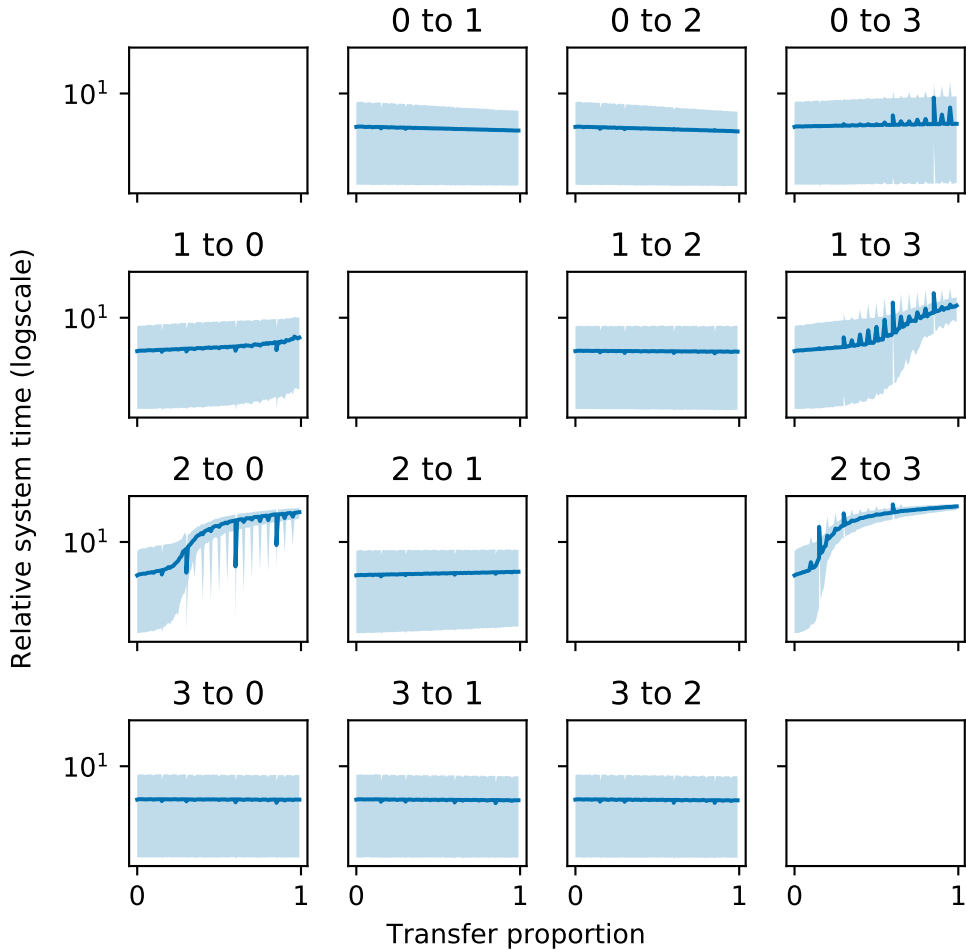 0 to 1
0 to 2
0 to 3
10¹
1 to 0
1 to 2
1 to 3
10¹
2 to 0
2 to 1
2 to 3
10¹
3 to 0
3 to 1
3 to 2
10¹
0 1 0 1 0 1 0 1
Transfer proportion
Relative system time (logscale)